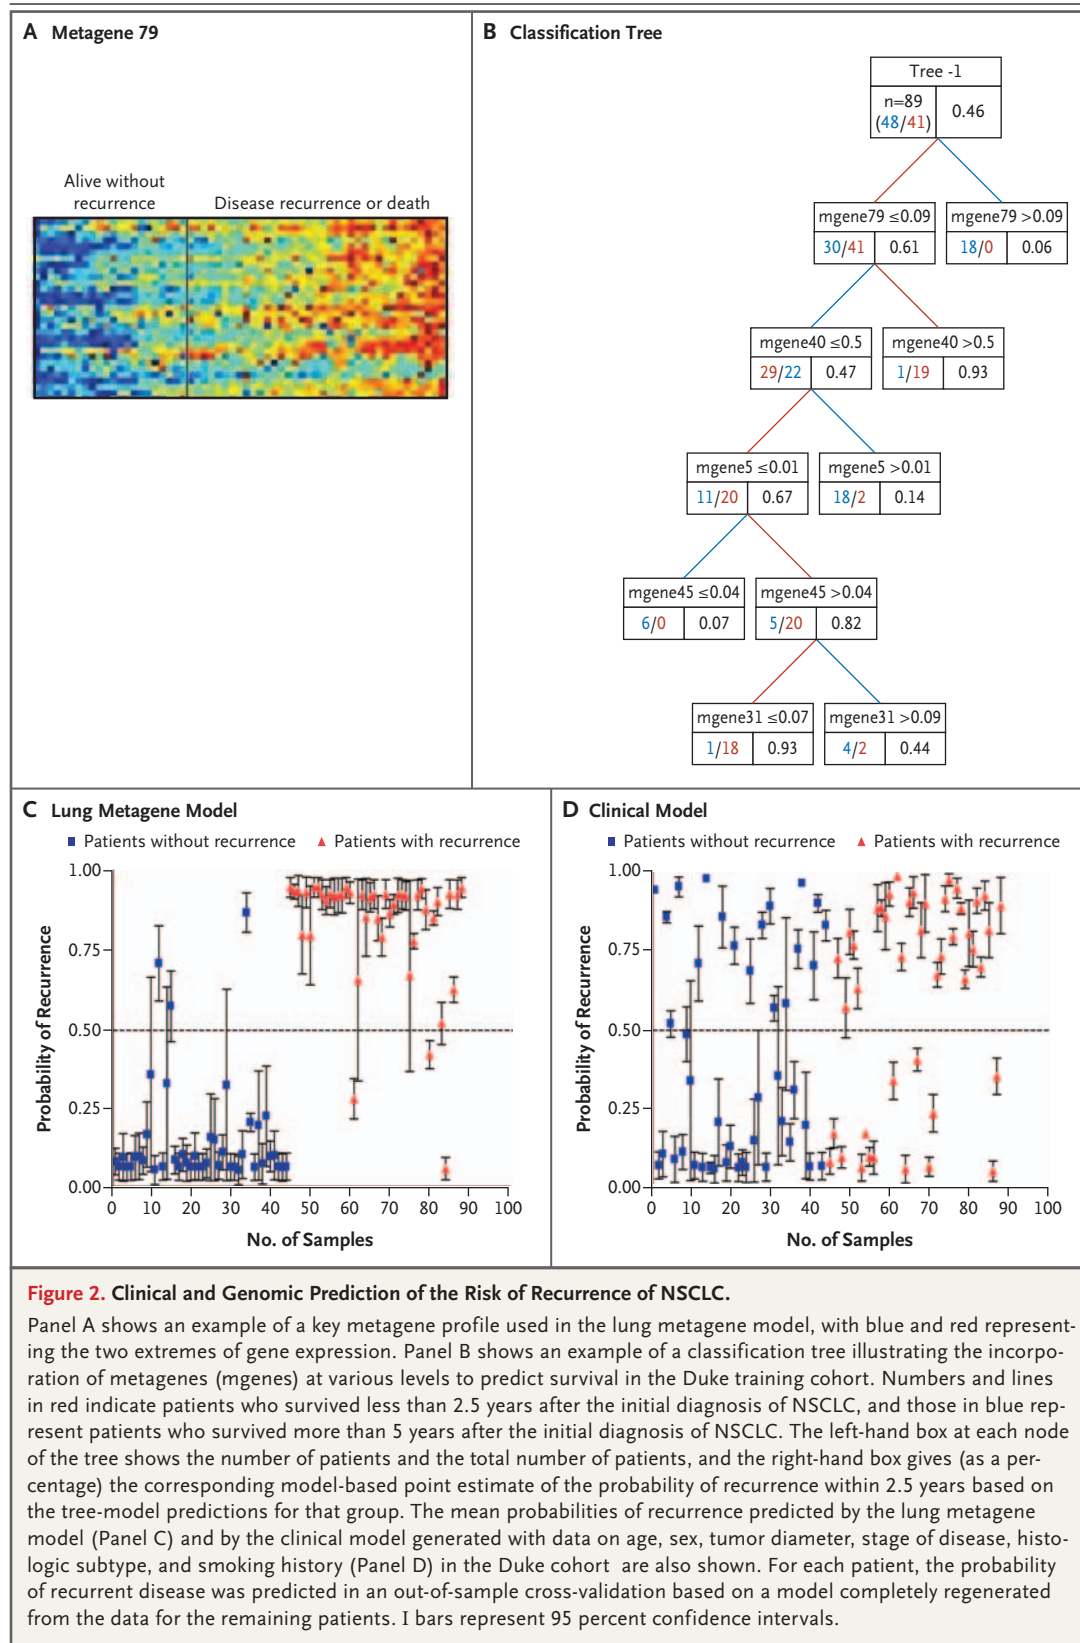 A Metagene 79
Alive without
recurrence
Disease recurrence or death
B Classification Tree
Tree -1
n=89
(48/41)
0.46
mgene79 ≤0.09
30/41
0.61
mgene79 >0.09
18/0
0.06
mgene40 ≤0.5
29/22
0.47
mgene40 >0.5
1/19
0.93
mgene5 ≤0.01
11/20
0.67
mgene5 >0.01
18/2
0.14
mgene45 ≤0.04
6/0
0.07
mgene45 >0.04
5/20
0.82
mgene31 ≤0.07
1/18
0.93
mgene31 >0.09
4/2
0.44
C Lung Metagene Model
Patients without recurrence
Patients with recurrence
Probability of Recurrence
1.00
0.75
0.50
0.25
0.00
0 10 20 30 40 50 60 70 80 90 100
No. of Samples
D Clinical Model
Patients without recurrence
Patients with recurrence
Probability of Recurrence
1.00
0.75
0.50
0.25
0.00
0 10 20 30 40 50 60 70 80 90 100
No. of Samples
Figure 2. Clinical and Genomic Prediction of the Risk of Recurrence of NSCLC.
Panel A shows an example of a key metagene profile used in the lung metagene model, with blue and red represent-
ing the two extremes of gene expression. Panel B shows an example of a classification tree illustrating the incorpo-
ration of metagenes (mgenes) at various levels to predict survival in the Duke training cohort. Numbers and lines
in red indicate patients who survived less than 2.5 years after the initial diagnosis of NSCLC, and those in blue rep-
resent patients who survived more than 5 years after the initial diagnosis of NSCLC. The left-hand box at each node
of the tree shows the number of patients and the total number of patients, and the right-hand box gives (as a per-
centage) the corresponding model-based point estimate of the probability of recurrence within 2.5 years based on
the tree-model predictions for that group. The mean probabilities of recurrence predicted by the lung metagene
model (Panel C) and by the clinical model generated with data on age, sex, tumor diameter, stage of disease, histo-
logic subtype, and smoking history (Panel D) in the Duke cohort are also shown. For each patient, the probability
of recurrent disease was predicted in an out-of-sample cross-validation based on a model completely regenerated
from the data for the remaining patients. I bars represent 95 percent confidence intervals.